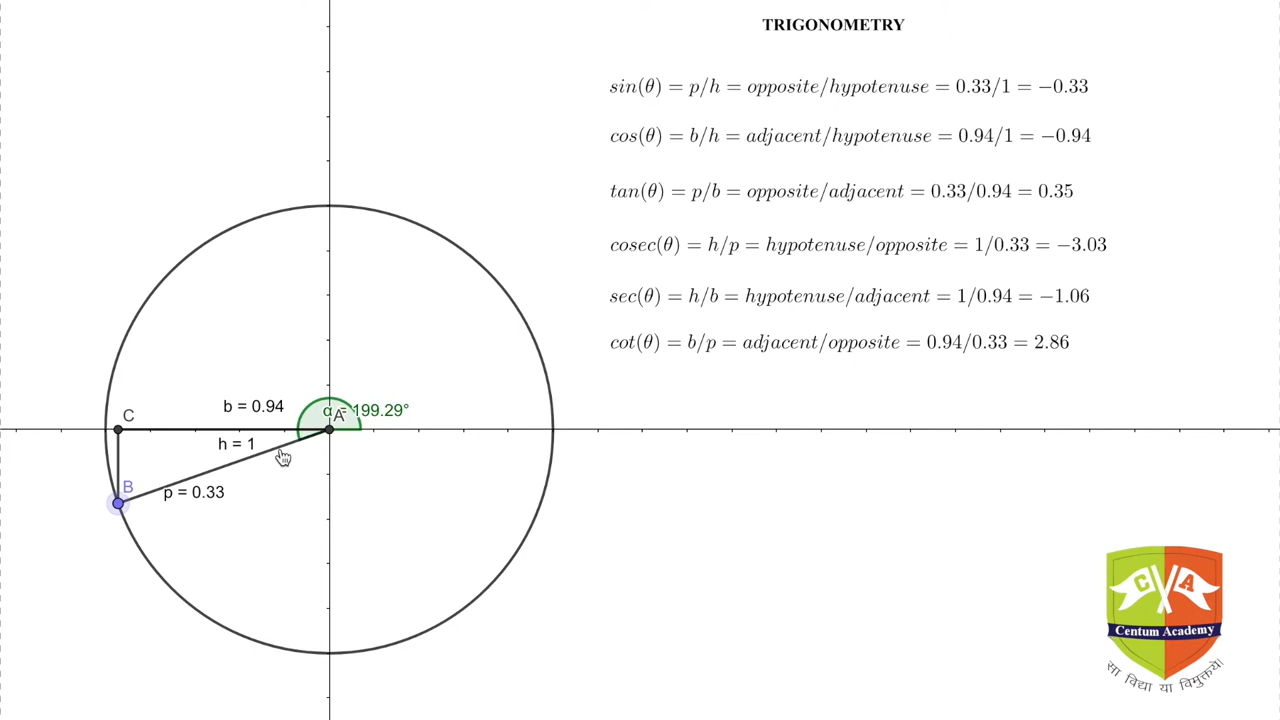 TRIGONOMETRY
sin(θ) = p/h = opposite/hypotenuse = 0.33/1 = −0.33
cos(θ) = b/h = adjacent/hypotenuse = 0.94/1 = −0.94
tan(θ) = p/b = opposite/adjacent = 0.33/0.94 = 0.35
cosec(θ) = h/p = hypotenuse/opposite = 1/0.33 = −3.03
sec(θ) = h/b = hypotenuse/adjacent = 1/0.94 = −1.06
cot(θ) = b/p = adjacent/opposite = 0.94/0.33 = 2.86
b = 0.94
α = 199.29°
C
A
h = 1
B
p = 0.33
C A
Centum Academy
सा विद्या या विमुक्तये।